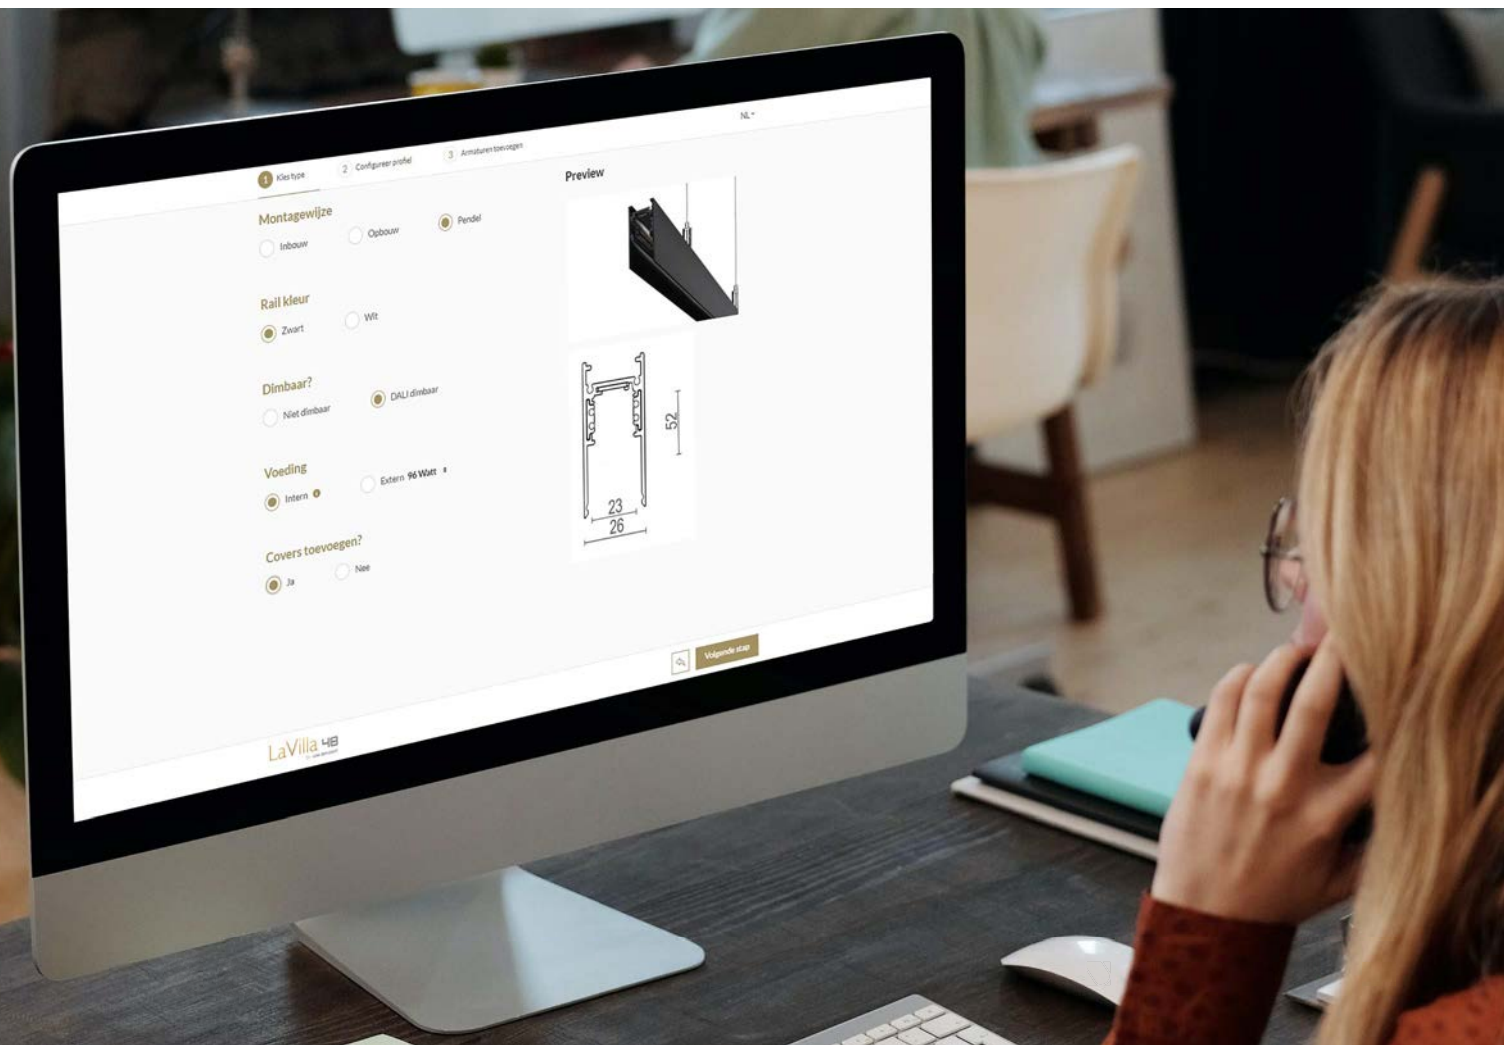 NL
1 Kies type 2 Configureer profiel 3 Armaturen toevoegen
Montagewijze
Inbouw Opbouw Pendel
Rail kleur
Zwart Wit
Dimbaar?
Niet dimbaar DALI dimbaar
Voeding
Intern Extern 96 Watt
Covers toevoegen?
Ja Nee
Preview
52
23
26
Volgende stap
LaVilla 48